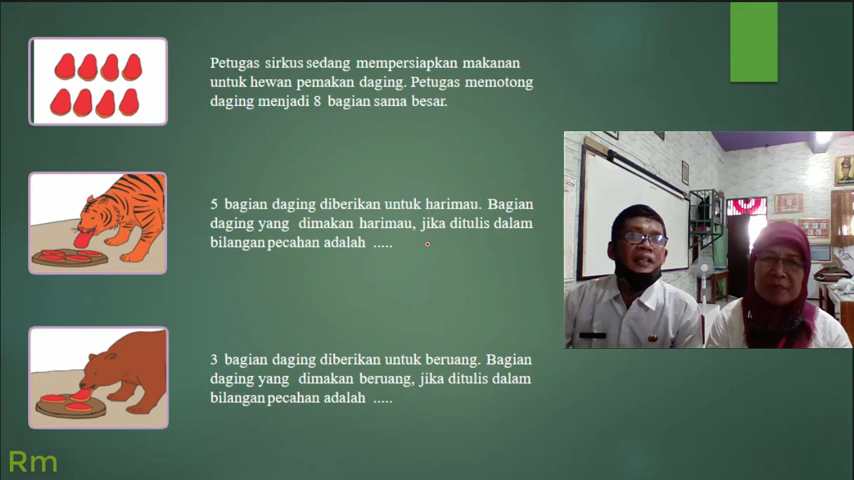 Petugas sirkus sedang mempersiapkan makanan
untuk hewan pemakan daging. Petugas memotong
daging menjadi 8 bagian sama besar.
5 bagian daging diberikan untuk harimau. Bagian
daging yang dimakan harimau, jika ditulis dalam
bilangan pecahan adalah .....
3 bagian daging diberikan untuk beruang. Bagian
daging yang dimakan beruang, jika ditulis dalam
bilangan pecahan adalah .....
Rm